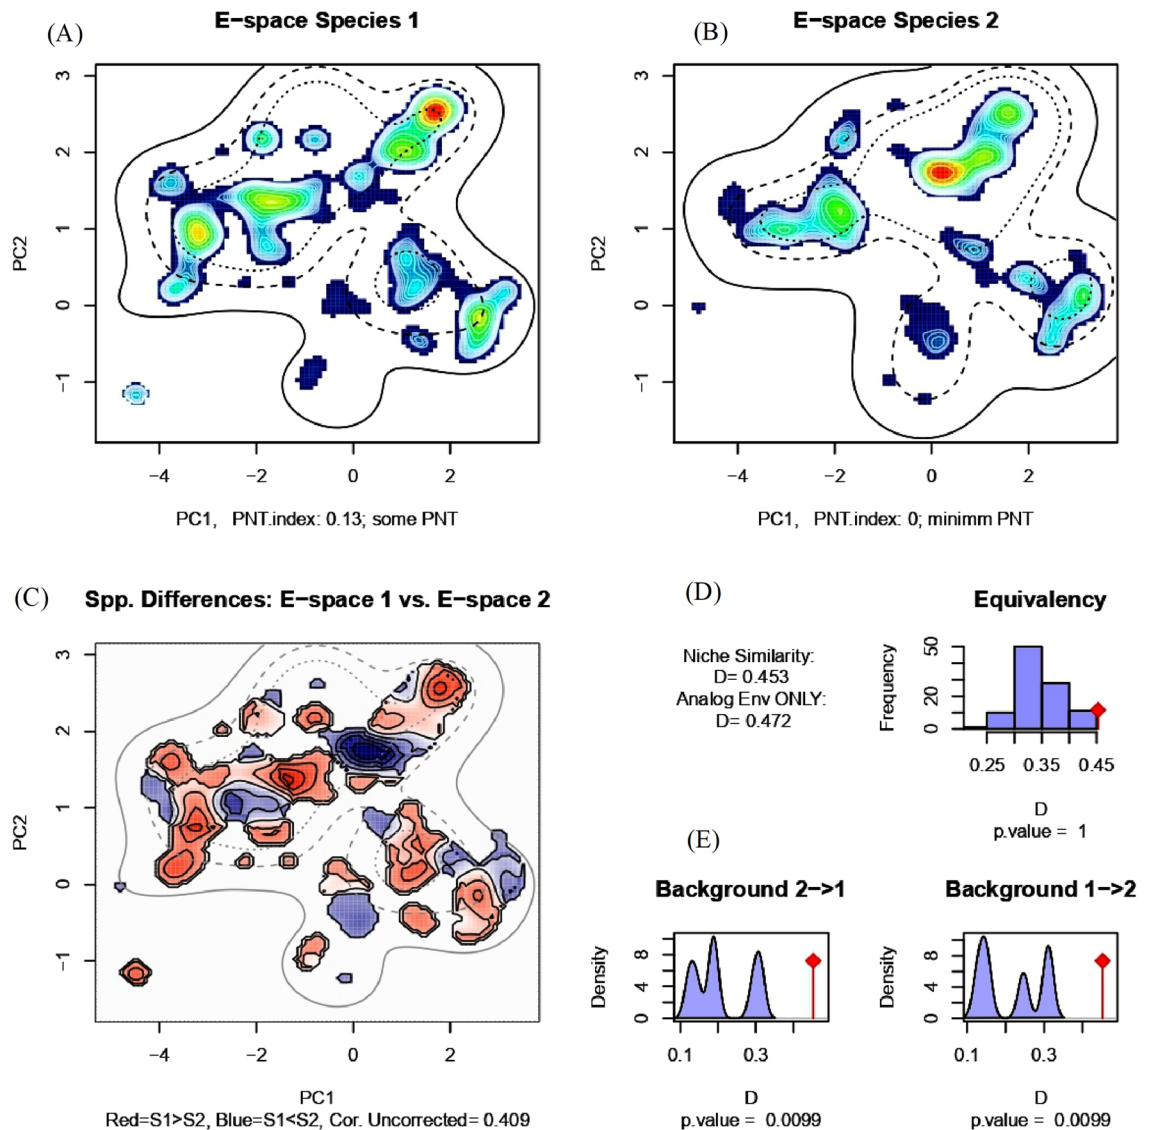 (A) E-space Species 1
PC2
3
2
1
0
-1
-4 -2 0 2
PC1, PNT.index: 0.13; some PNT
(B) E-space Species 2
PC2
3
2
1
0
-1
-4 -2 0 2
PC1, PNT.index: 0; minimm PNT
(C) Spp. Differences: E-space 1 vs. E-space 2
PC2
3
2
1
0
-1
-4 -2 0 2
PC1
Red=S1>S2, Blue=S1<S2, Cor. Uncorrected= 0.409
(D)
Niche Similarity:
D= 0.453
Analog Env ONLY:
D= 0.472
Equivalency
Frequency
50
20
0
0.25 0.35 0.45
D
p.value = 1
(E)
Background 2->1
Density
8
4
0
0.1 0.3
D
p.value = 0.0099
Background 1->2
Density
8
4
0
0.1 0.3
D
p.value = 0.0099